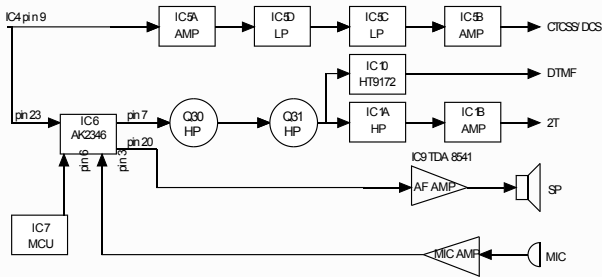 IC4 pin 9
IC5A
AMP
IC5D
LP
IC5C
LP
IC5B
AMP
CTCSS/DCS
IC10
HT9172
DTMF
pin 23
IC6
AK2346
pin 7
Q30
HP
Q31
HP
IC1A
HP
IC1B
AMP
2T
pin 20
pin 6
pin 3
IC9 TDA 8541
AF AMP
SP
IC7
MCU
MIC AMP
MIC